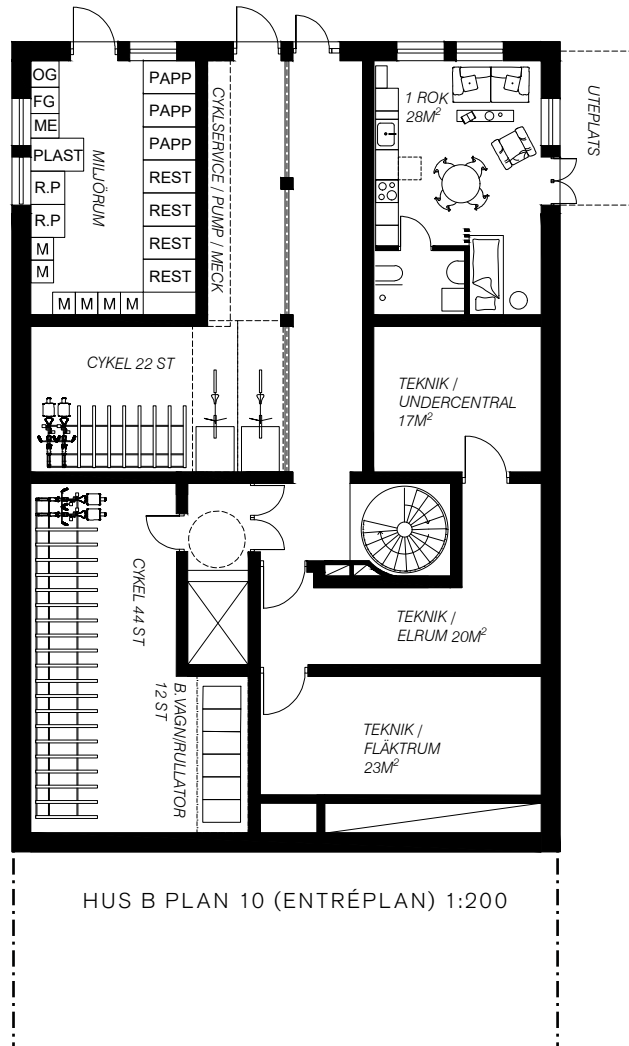 OG
FG
ME
PLAST
R.P
R.P
M
M
M M M M
MILJÖRUM
PAPP
PAPP
PAPP
REST
REST
REST
REST
CYKLSERVICE / PUMP / MECK
1 ROK
28M²
UTEPLATS
CYKEL 22 ST
TEKNIK /
UNDERCENTRAL
17M²
CYKEL 44 ST
TEKNIK /
ELRUM 20M²
B.VAGN/RULLATOR
12 ST
TEKNIK /
FLÄKTRUM
23M²
HUS B PLAN 10 (ENTRÉPLAN) 1:200